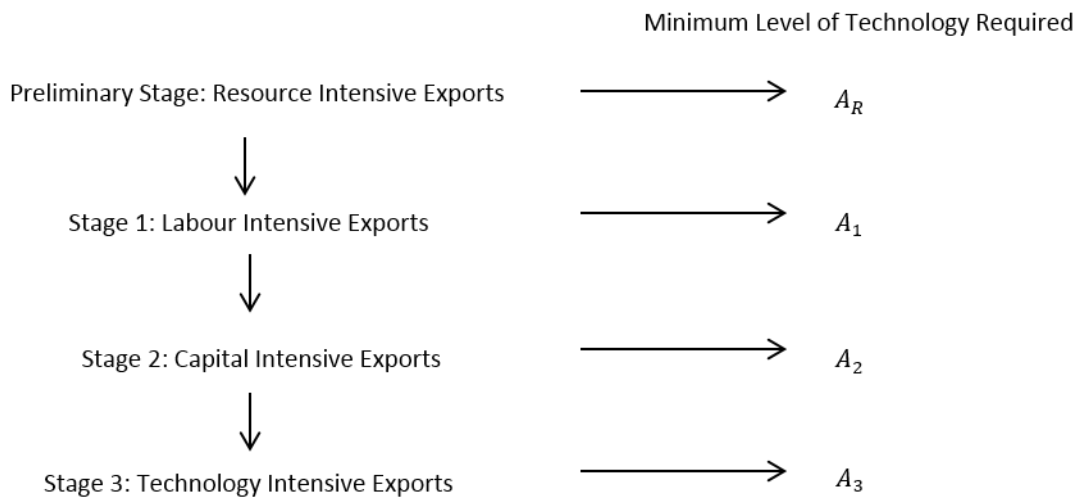 Minimum Level of Technology Required
Preliminary Stage: Resource Intensive Exports
A_R
Stage 1: Labour Intensive Exports
A_1
Stage 2: Capital Intensive Exports
A_2
Stage 3: Technology Intensive Exports
A_3